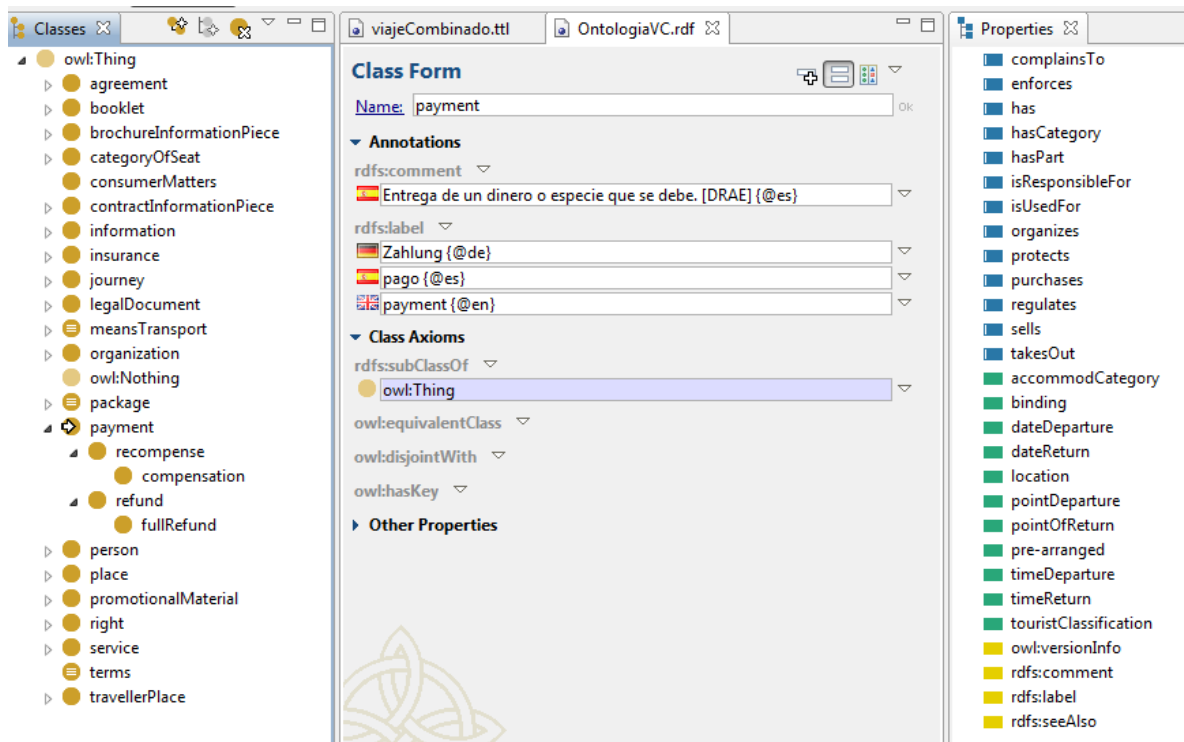 Classes
owl:Thing
agreement
booklet
brochureInformationPiece
categoryOfSeat
consumerMatters
contractInformationPiece
information
insurance
journey
legalDocument
meansTransport
organization
owl:Nothing
package
payment
recompense
compensation
refund
fullRefund
person
place
promotionalMaterial
right
service
terms
travellerPlace
viajeCombinado.ttl
OntologiaVC.rdf
Class Form
Name: payment Ok
Annotations
rdfs:comment
Entrega de un dinero o especie que se debe. [DRAE] {@es}
rdfs:label
Zahlung {@de}
pago {@es}
payment {@en}
Class Axioms
rdfs:subClassOf
owl:Thing
owl:equivalentClass
owl:disjointWith
owl:hasKey
Other Properties
Properties
complainsTo
enforces
has
hasCategory
hasPart
isResponsibleFor
isUsedFor
organizes
protects
purchases
regulates
sells
takesOut
accommodCategory
binding
dateDeparture
dateReturn
location
pointDeparture
pointOfReturn
pre-arranged
timeDeparture
timeReturn
touristClassification
owl:versionInfo
rdfs:comment
rdfs:label
rdfs:seeAlso